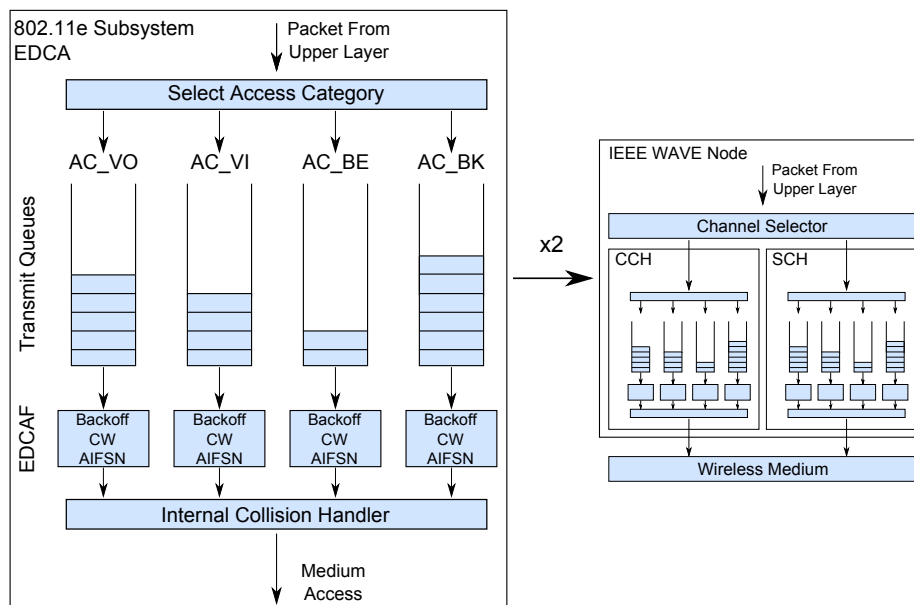 802.11e Subsystem
EDCA
Packet From
Upper Layer
Select Access Category
AC_VO AC_VI AC_BE AC_BK
Transmit Queues
EDCAF
Backoff
CW
AIFSN
Backoff
CW
AIFSN
Backoff
CW
AIFSN
Backoff
CW
AIFSN
Internal Collision Handler
Medium
Access
x2
IEEE WAVE Node
Packet From
Upper Layer
Channel Selector
CCH
SCH
Wireless Medium